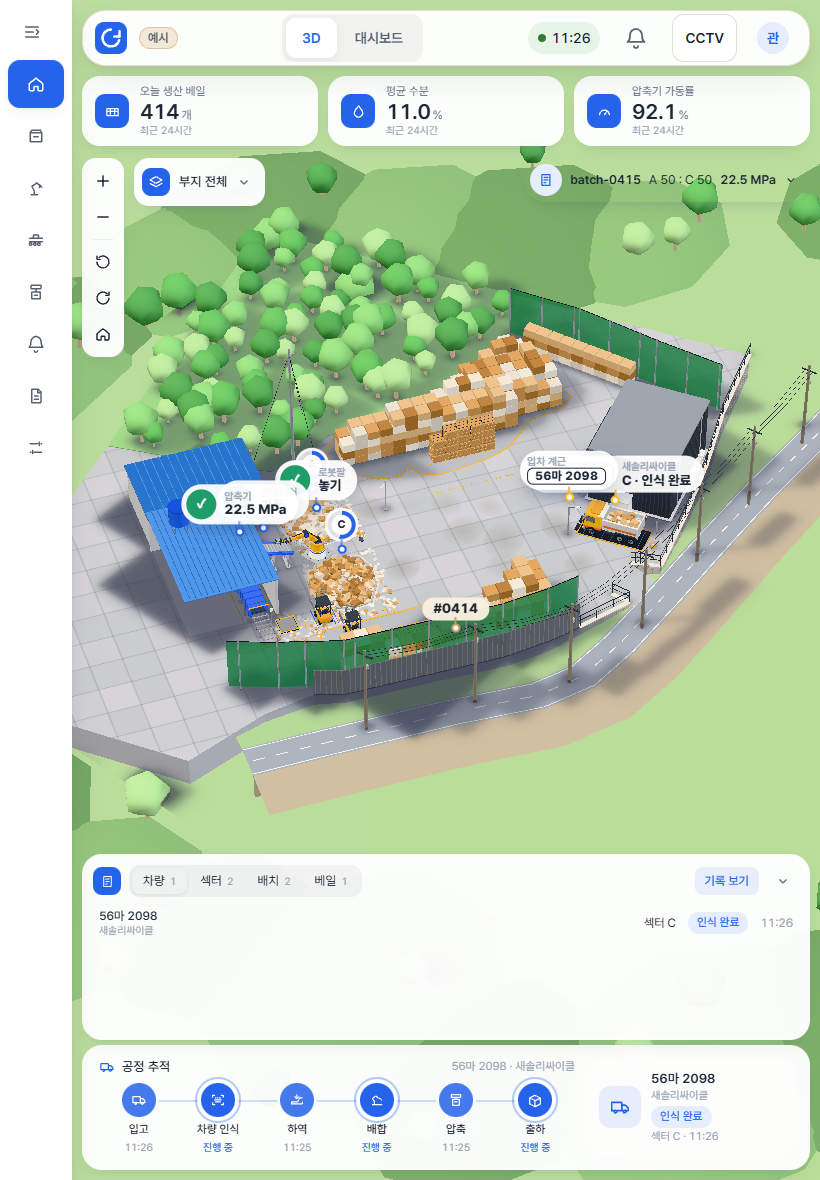 예시
3D
대시보드
11:26
CCTV
관
오늘 생산 베일
414개
최근 24시간
평균 수분
11.0%
최근 24시간
압축기 가동률
92.1%
최근 24시간
부지 전체
batch-0415 A 50 : C 50 22.5 MPa
입차 계근
56마 2098
새솔리싸이클
C · 인식 완료
로봇팔
놓기
압축기
22.5 MPa
C
#0414
차량 1
섹터 2
배치 2
베일 1
기록 보기
56마 2098
새솔리싸이클
섹터 C
인식 완료
11:26
공정 추적
56마 2098 · 새솔리싸이클
입고
11:26
차량 인식
진행 중
하역
11:25
배합
진행 중
압축
11:25
출하
진행 중
56마 2098
새솔리싸이클
인식 완료
섹터 C · 11:26